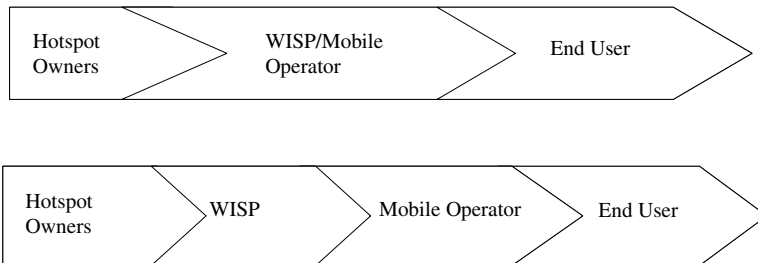 Hotspot
Owners
WISP/Mobile
Operator
End User
Hotspot
Owners
WISP
Mobile Operator
End User